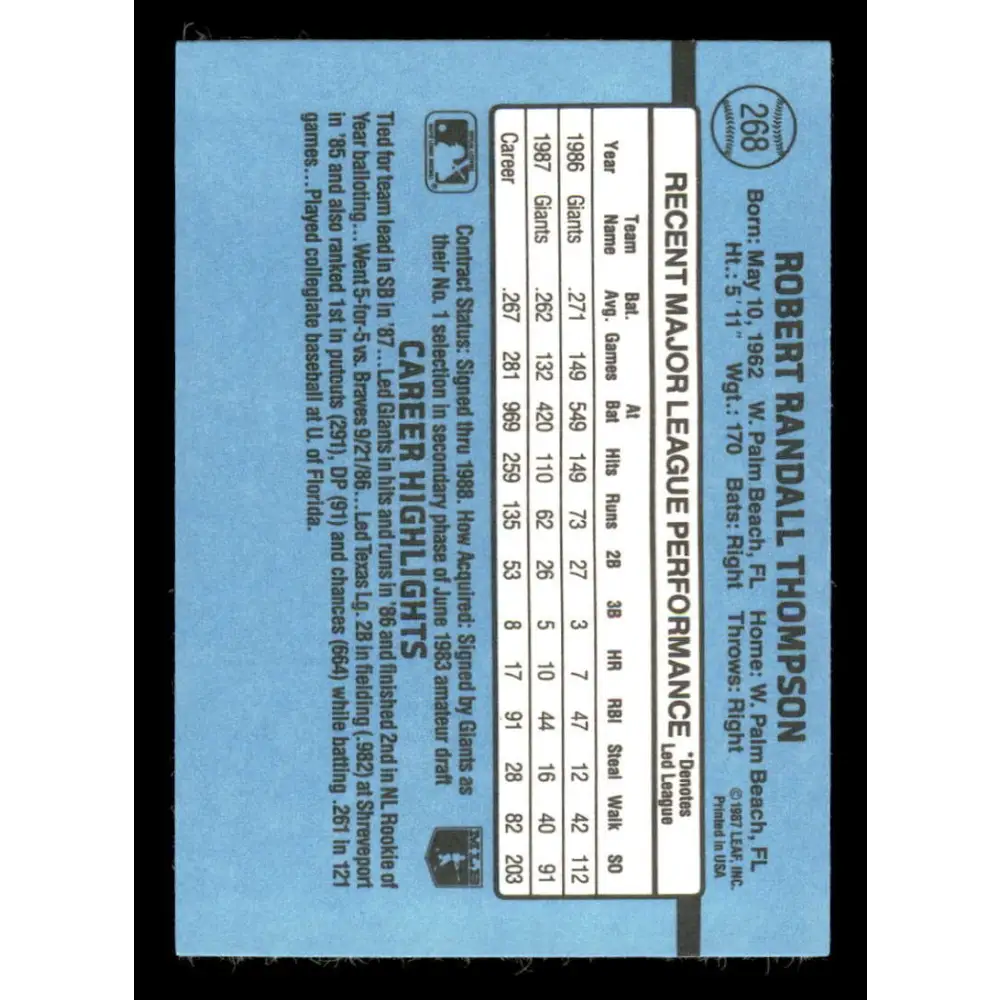 268
ROBERT RANDALL THOMPSON
Born: May 10, 1962 W. Palm Beach, FL Home: W. Palm Beach, FL
Ht.: 5'11" Wgt.: 170 Bats: Right Throws: Right
©1987 LEAF, INC.
Printed in USA
RECENT MAJOR LEAGUE PERFORMANCE
*Denotes
Led League
Year Team Name Bat. Avg. Games At Bat Hits Runs 2B 3B HR RBI Steal Walk SO
1986 Giants .271 149 549 149 73 27 3 7 47 12 42 112
1987 Giants .262 132 420 110 62 26 5 10 44 16 40 91
Career .267 281 969 259 135 53 8 17 91 28 82 203
Contract Status: Signed thru 1988. How Acquired: Signed by Giants as
their No. 1 selection in secondary phase of June 1983 amateur draft
MLB
CAREER HIGHLIGHTS
Tied for team lead in SB in '87...Led Giants in hits and runs in '86 and finished 2nd in NL Rookie of
Year balloting...Went 5-for-5 vs. Braves 9/21/86...Led Texas Lg. 2B in fielding (.982) at Shreveport
in '85 and also ranked 1st in putouts (291), DP (91) and chances (664) while batting .261 in 121
games...Played collegiate baseball at U. of Florida.